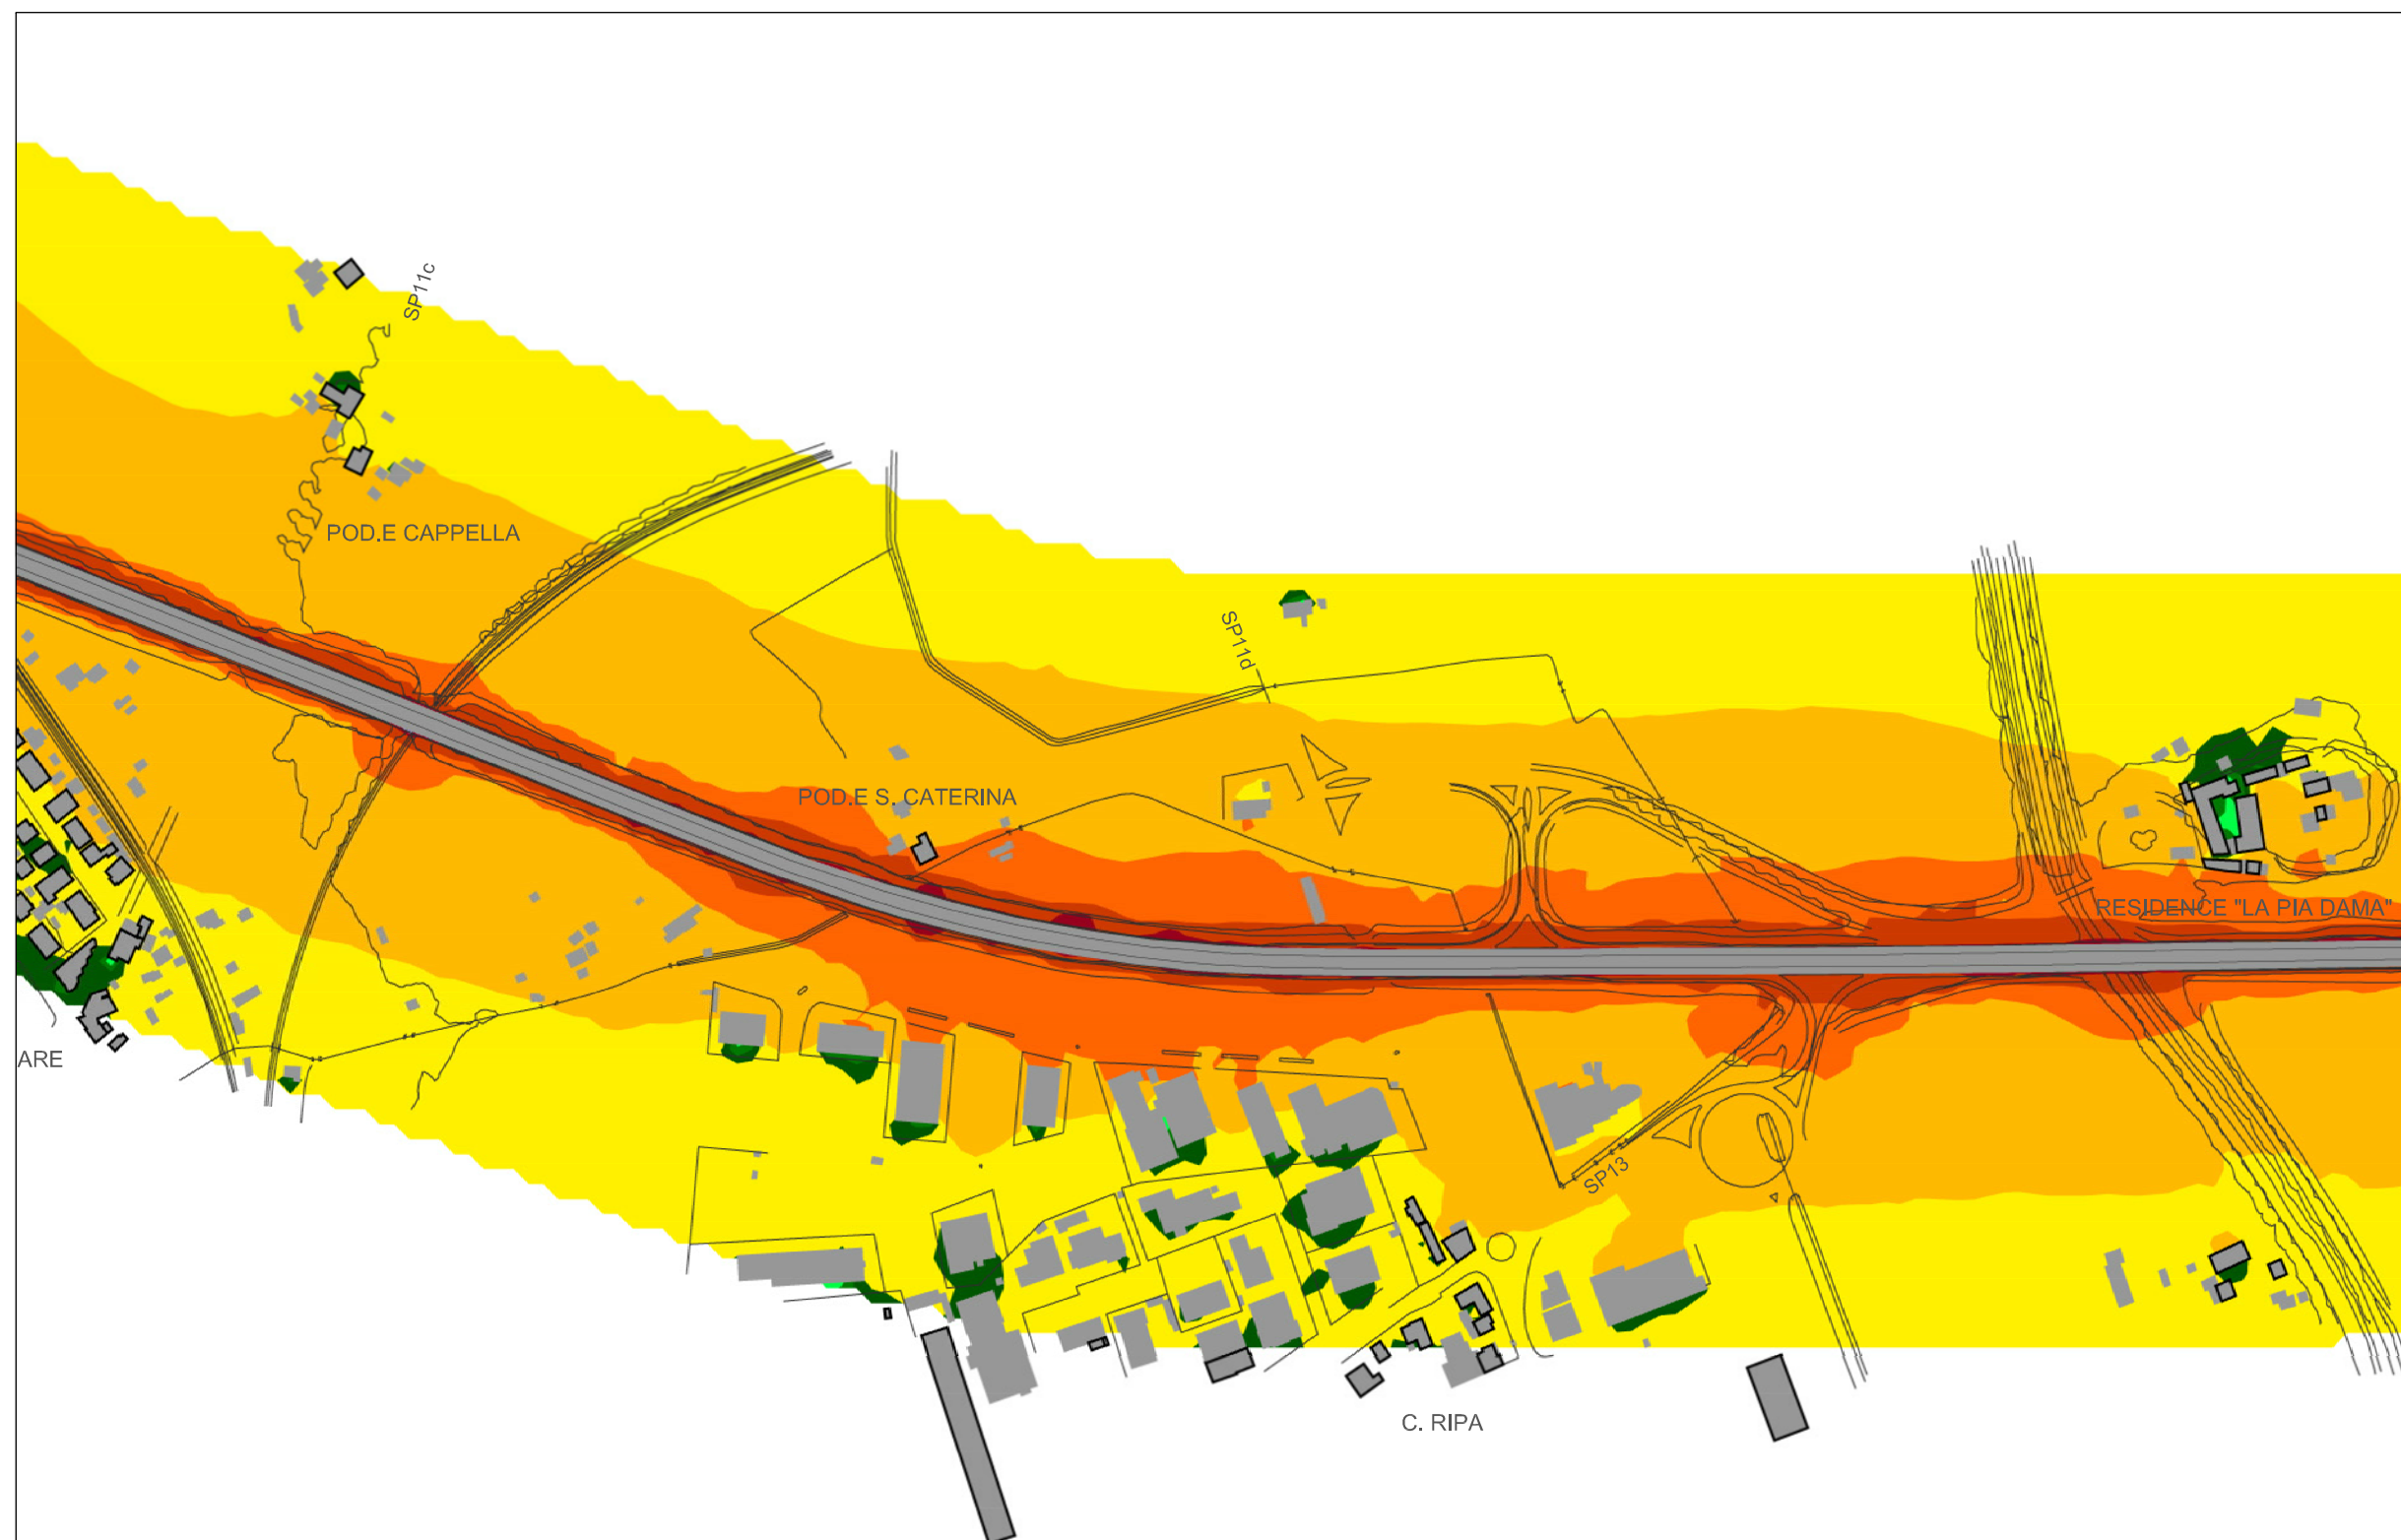 SP11c
POD.E CAPPELLA
SP11d
POD.E S. CATERINA
RESIDENCE "LA PIA DAMA"
ARE
SP13
C. RIPA